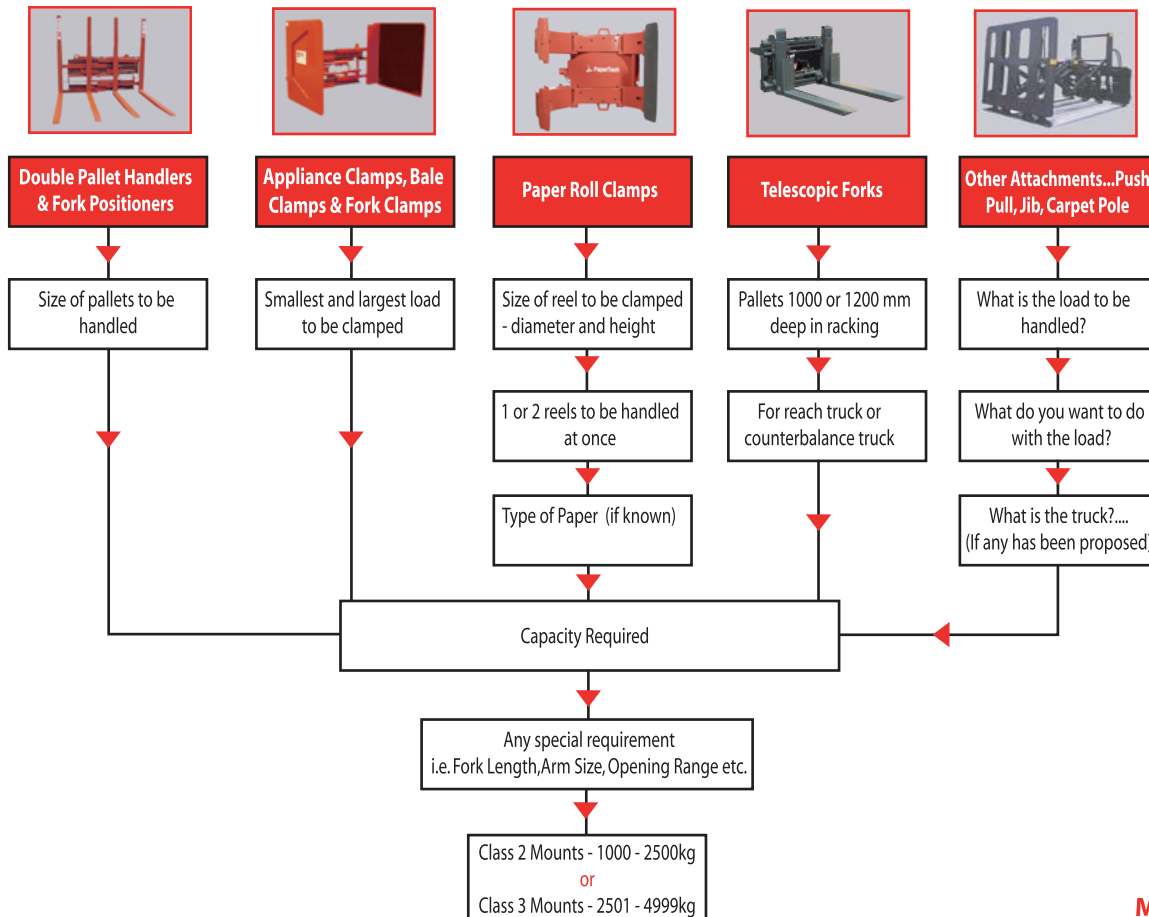 PaperTech
Double Pallet Handlers
& Fork Positioners
Appliance Clamps, Bale
Clamps & Fork Clamps
Paper Roll Clamps
Telescopic Forks
Other Attachments...Push
Pull, Jib, Carpet Pole
Size of pallets to be
handled
Smallest and largest load
to be clamped
Size of reel to be clamped
- diameter and height
Pallets 1000 or 1200 mm
deep in racking
What is the load to be
handled?
1 or 2 reels to be handled
at once
For reach truck or
counterbalance truck
What do you want to do
with the load?
Type of Paper (if known)
What is the truck?....
(If any has been proposed)
Capacity Required
Any special requirement
i.e. Fork Length,Arm Size, Opening Range etc.
Class 2 Mounts - 1000 - 2500kg
or
Class 3 Mounts - 2501 - 4999kg
M